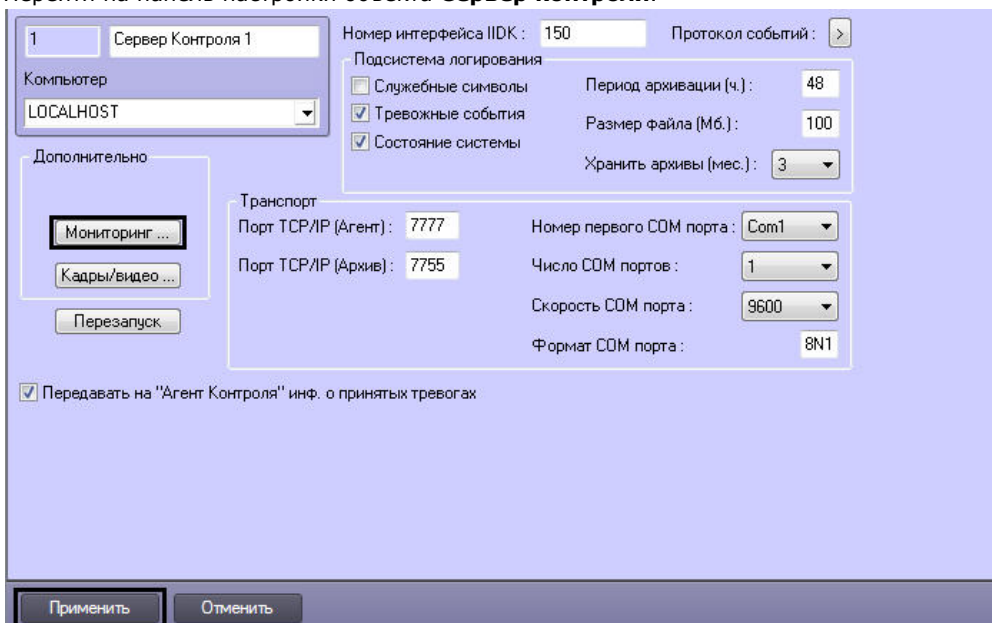 Перейти на панель настройки объекта Сервер контроля.
1 Сервер Контроля 1
Компьютер
LOCALHOST
Номер интерфейса IIDK : 150
Протокол событий : >
Подсистема логирования
Служебные символы
Тревожные события
Состояние системы
Период архивации (ч.) : 48
Размер файла (Мб.) : 100
Хранить архивы (мес.) : 3
Дополнительно
Мониторинг ...
Кадры/видео ...
Перезапуск
Транспорт
Порт TCP/IP (Агент) : 7777
Порт TCP/IP (Архив) : 7755
Номер первого COM порта : Com1
Число COM портов : 1
Скорость COM порта : 9600
Формат COM порта : 8N1
Передавать на "Агент Контроля" инф. о принятых тревогах
Применить
Отменить